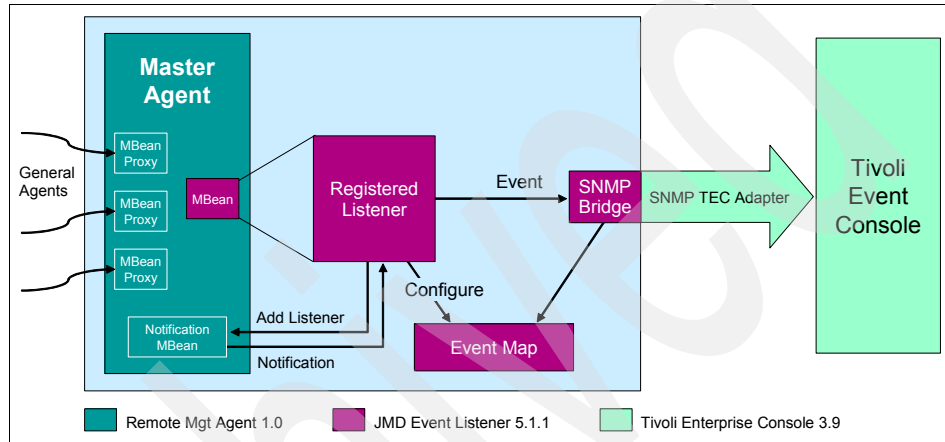 Master
Agent
General
Agents
MBean
Proxy
MBean
Proxy
MBean
Proxy
MBean
Registered
Listener
Event
SNMP
Bridge
SNMP TEC Adapter
Tivoli
Event
Console
Configure
Add Listener
Notification
MBean
Notification
Event Map
Remote Mgt Agent 1.0
JMD Event Listener 5.1.1
Tivoli Enterprise Console 3.9